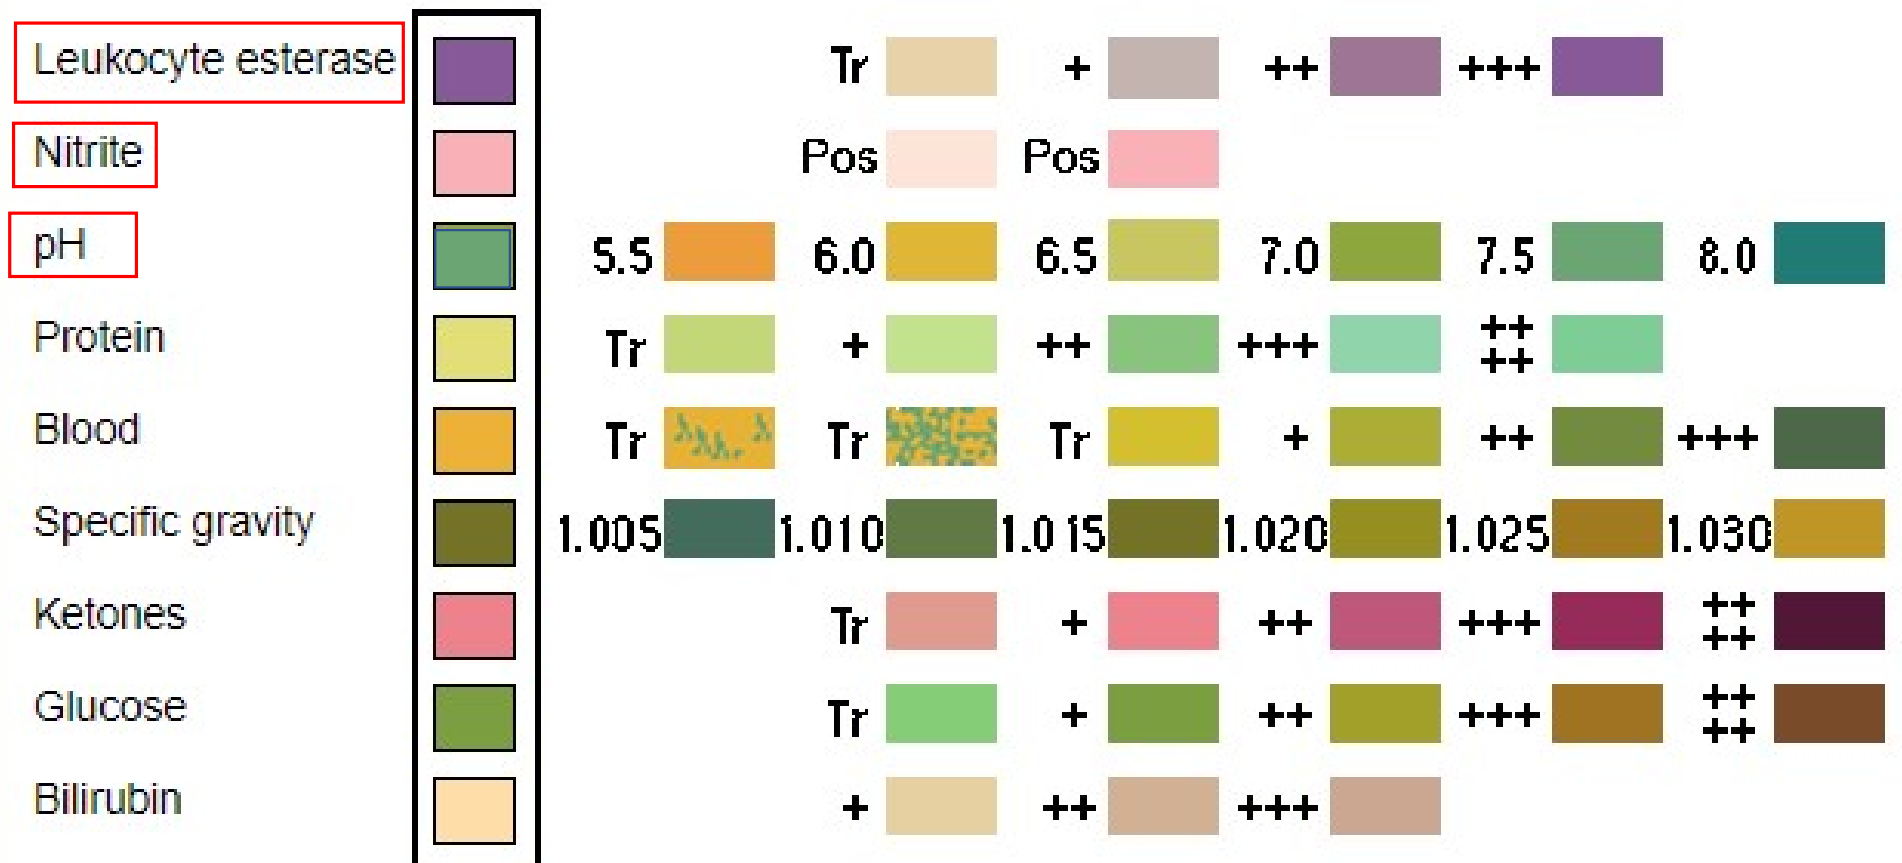 Leukocyte esterase Tr + ++ +++
Nitrite Pos Pos
pH 5.5 6.0 6.5 7.0 7.5 8.0
Protein Tr + ++ +++ ++ ++
Blood Tr Tr Tr + ++ +++
Specific gravity 1.005 1.010 1.015 1.020 1.025 1.030
Ketones Tr + ++ +++ ++ ++
Glucose Tr + ++ +++ ++ ++
Bilirubin + ++ +++